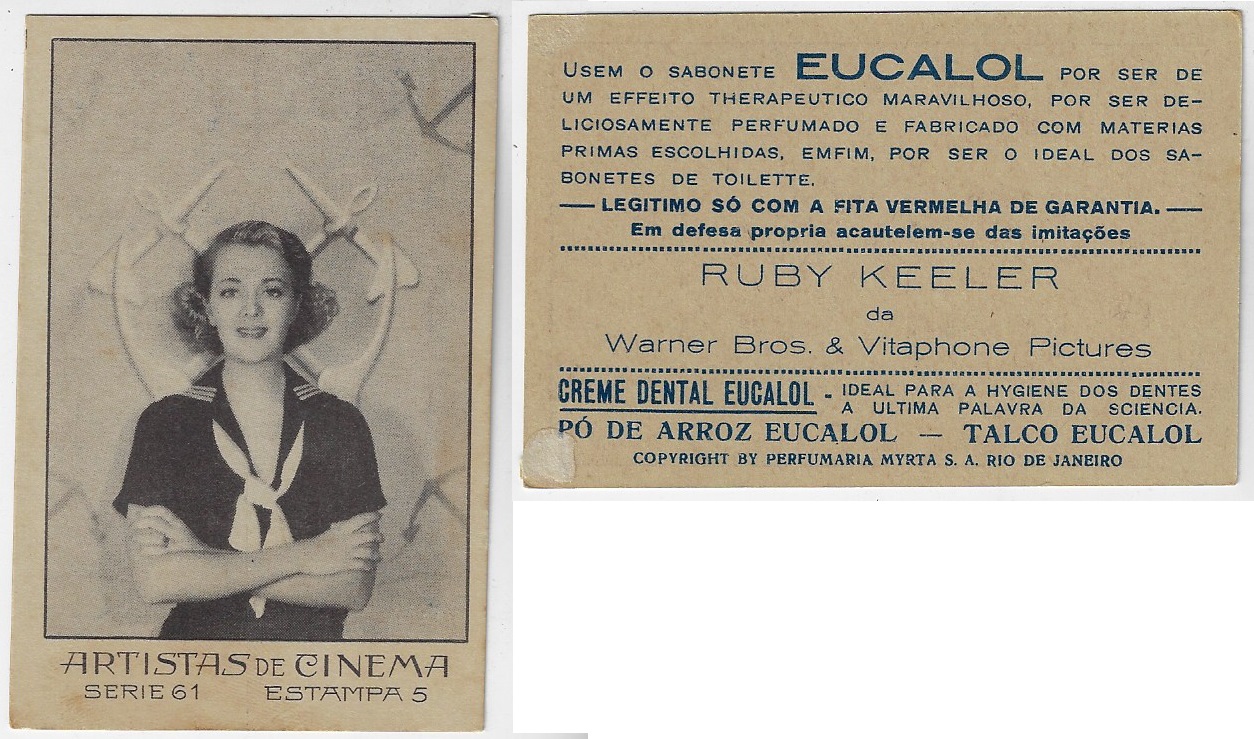 ARTISTAS DE CINEMA
SERIE 61 ESTAMPA 5
USEM O SABONETE EUCALOL POR SER DE
UM EFFEITO THERAPEUTICO MARAVILHOSO, POR SER DE-
LICIOSAMENTE PERFUMADO E FABRICADO COM MATERIAS
PRIMAS ESCOLHIDAS, EMFIM, POR SER O IDEAL DOS SA-
BONETES DE TOILETTE.
— LEGITIMO SÓ COM A FITA VERMELHA DE GARANTIA. —
Em defesa propria acautelem-se das imitações
RUBY KEELER
da
Warner Bros. & Vitaphone Pictures
CREME DENTAL EUCALOL - IDEAL PARA A HYGIENE DOS DENTES
A ULTIMA PALAVRA DA SCIENCIA.
PÓ DE ARROZ EUCALOL — TALCO EUCALOL
COPYRIGHT BY PERFUMARIA MYRTA S. A. RIO DE JANEIRO